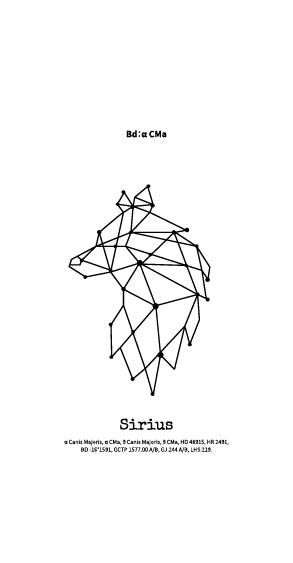 Bd:α CMa
Sirius
α Canis Majoris, α CMa, 9 Canis Majoris, 9 CMa, HD 48915, HR 2491,
BD -16°1591, GCTP 1577.00 A/B, GJ 244 A/B, LHS 219.